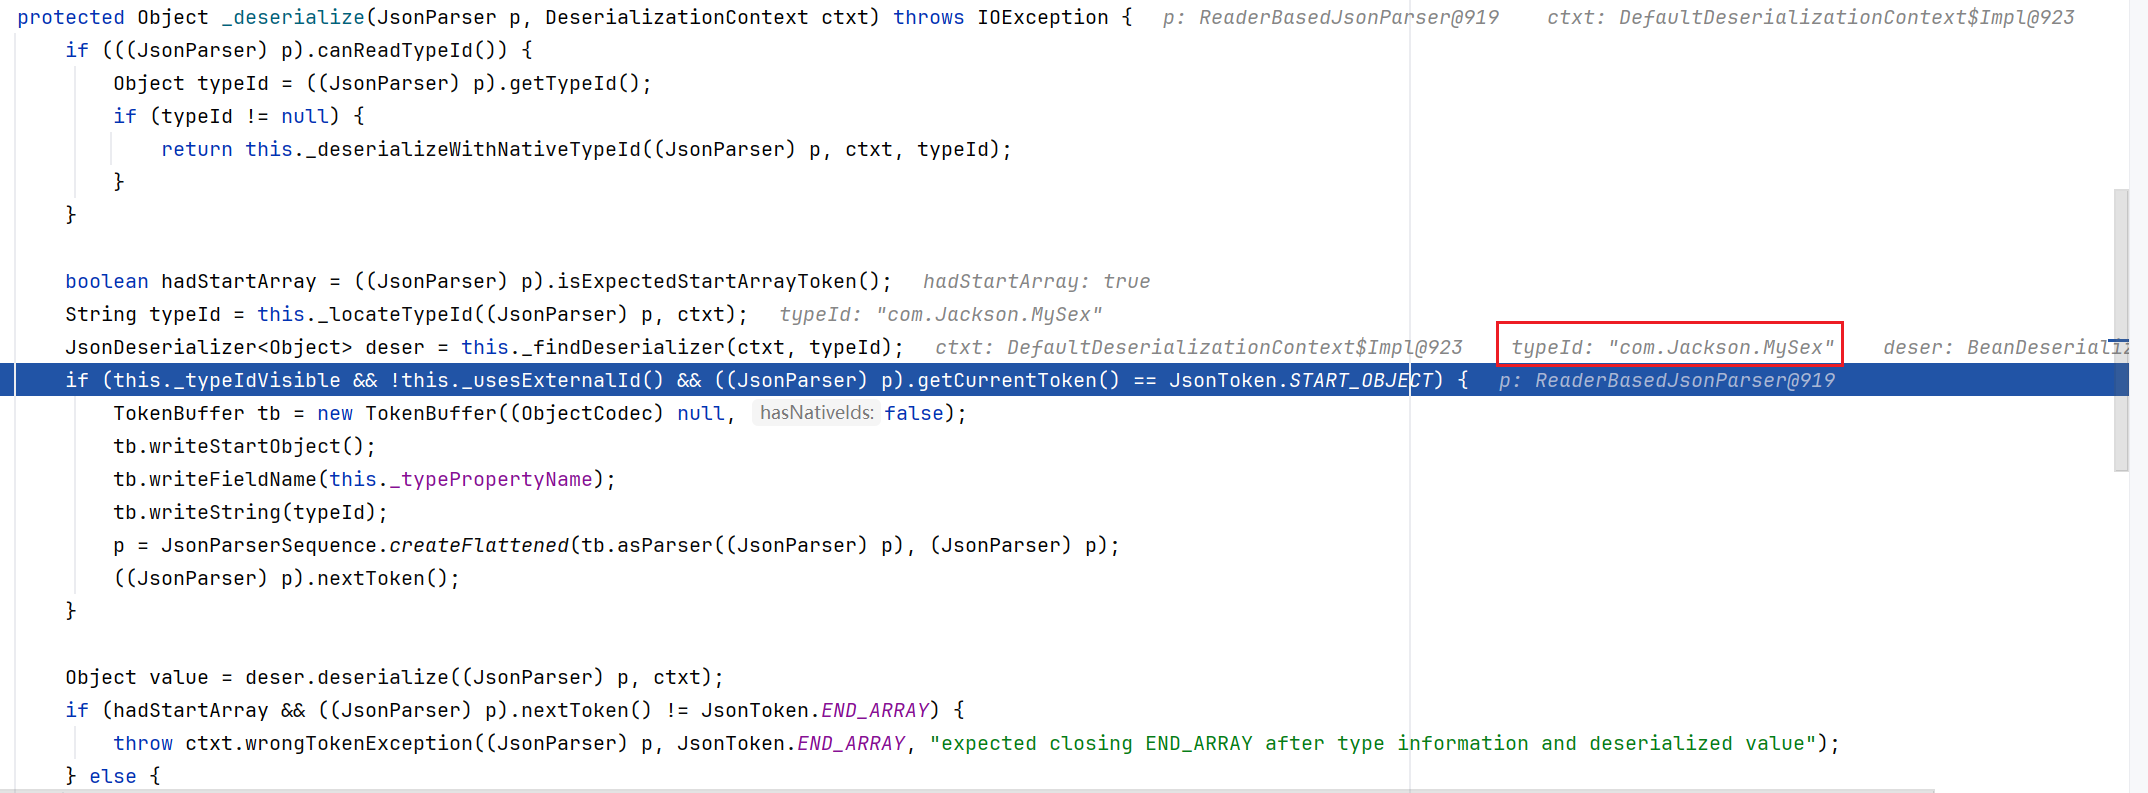 protected Object _deserialize(JsonParser p, DeserializationContext ctxt) throws IOException {   p: ReaderBasedJsonParser@919    ctxt: DefaultDeserializationContext$Impl@923
    if (((JsonParser) p).canReadTypeId()) {
        Object typeId = ((JsonParser) p).getTypeId();
        if (typeId != null) {
            return this._deserializeWithNativeTypeId((JsonParser) p, ctxt, typeId);
        }
    }

    boolean hadStartArray = ((JsonParser) p).isExpectedStartArrayToken();   hadStartArray: true
    String typeId = this._locateTypeId((JsonParser) p, ctxt);   typeId: "com.Jackson.MySex"
    JsonDeserializer<Object> deser = this._findDeserializer(ctxt, typeId);   ctxt: DefaultDeserializationContext$Impl@923    typeId: "com.Jackson.MySex"    deser: BeanDeserializ
    if (this._typeIdVisible && !this._usesExternalId() && ((JsonParser) p).getCurrentToken() == JsonToken.START_OBJECT) {   p: ReaderBasedJsonParser@919
        TokenBuffer tb = new TokenBuffer((ObjectCodec) null, hasNativeIds: false);
        tb.writeStartObject();
        tb.writeFieldName(this._typePropertyName);
        tb.writeString(typeId);
        p = JsonParserSequence.createFlattened(tb.asParser((JsonParser) p), (JsonParser) p);
        ((JsonParser) p).nextToken();
    }

    Object value = deser.deserialize((JsonParser) p, ctxt);
    if (hadStartArray && ((JsonParser) p).nextToken() != JsonToken.END_ARRAY) {
        throw ctxt.wrongTokenException((JsonParser) p, JsonToken.END_ARRAY, "expected closing END_ARRAY after type information and deserialized value");
    } else {